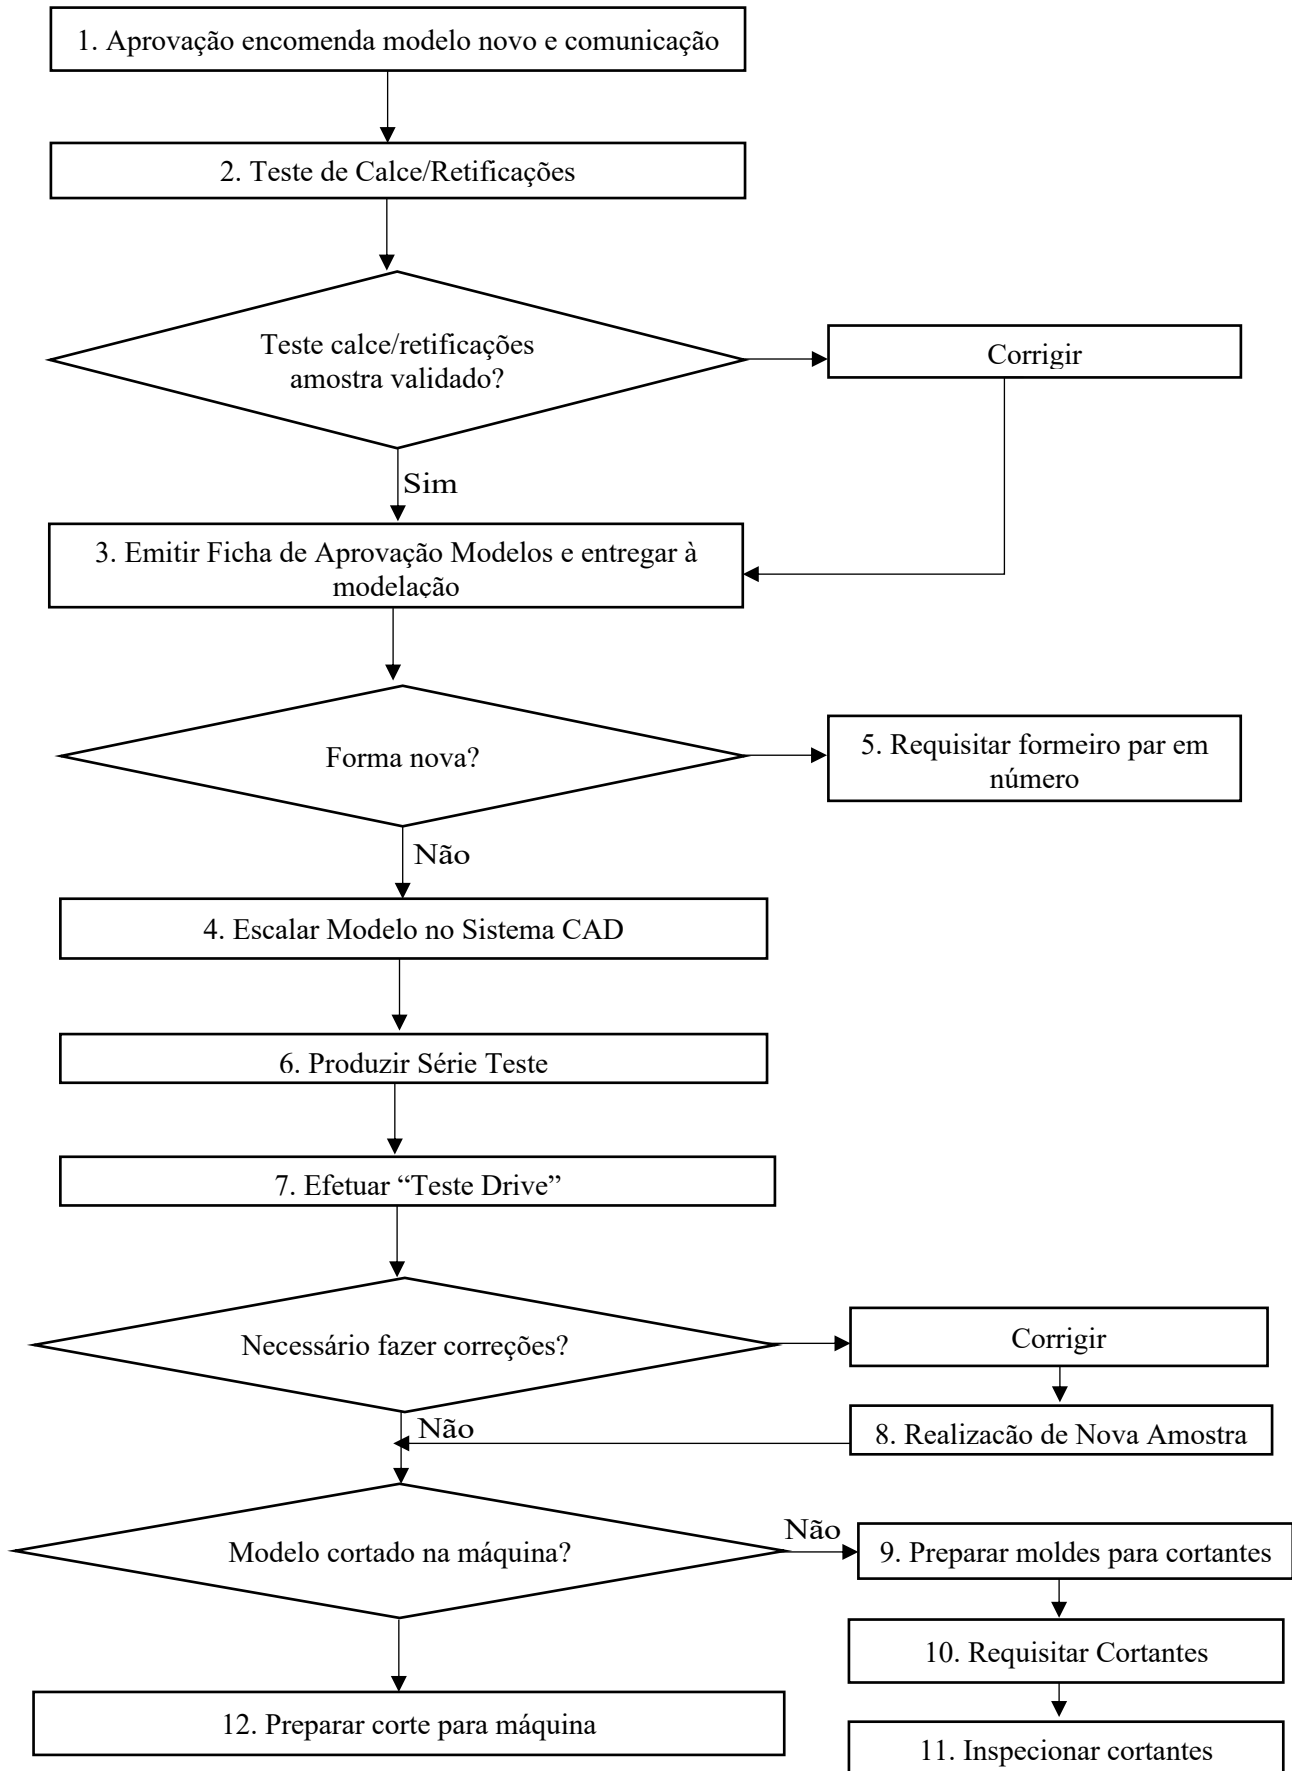 1. Aprovação encomenda modelo novo e comunicação
2. Teste de Calce/Retificações
Teste calce/retificações
amostra validado?
Corrigir
Sim
3. Emitir Ficha de Aprovação Modelos e entregar à
modelação
Forma nova?
5. Requisitar formeiro par em
número
Não
4. Escalar Modelo no Sistema CAD
6. Produzir Série Teste
7. Efetuar “Teste Drive”
Necessário fazer correções?
Corrigir
Não
8. Realizacão de Nova Amostra
Modelo cortado na máquina?
Não
9. Preparar moldes para cortantes
10. Requisitar Cortantes
12. Preparar corte para máquina
11. Inspecionar cortantes